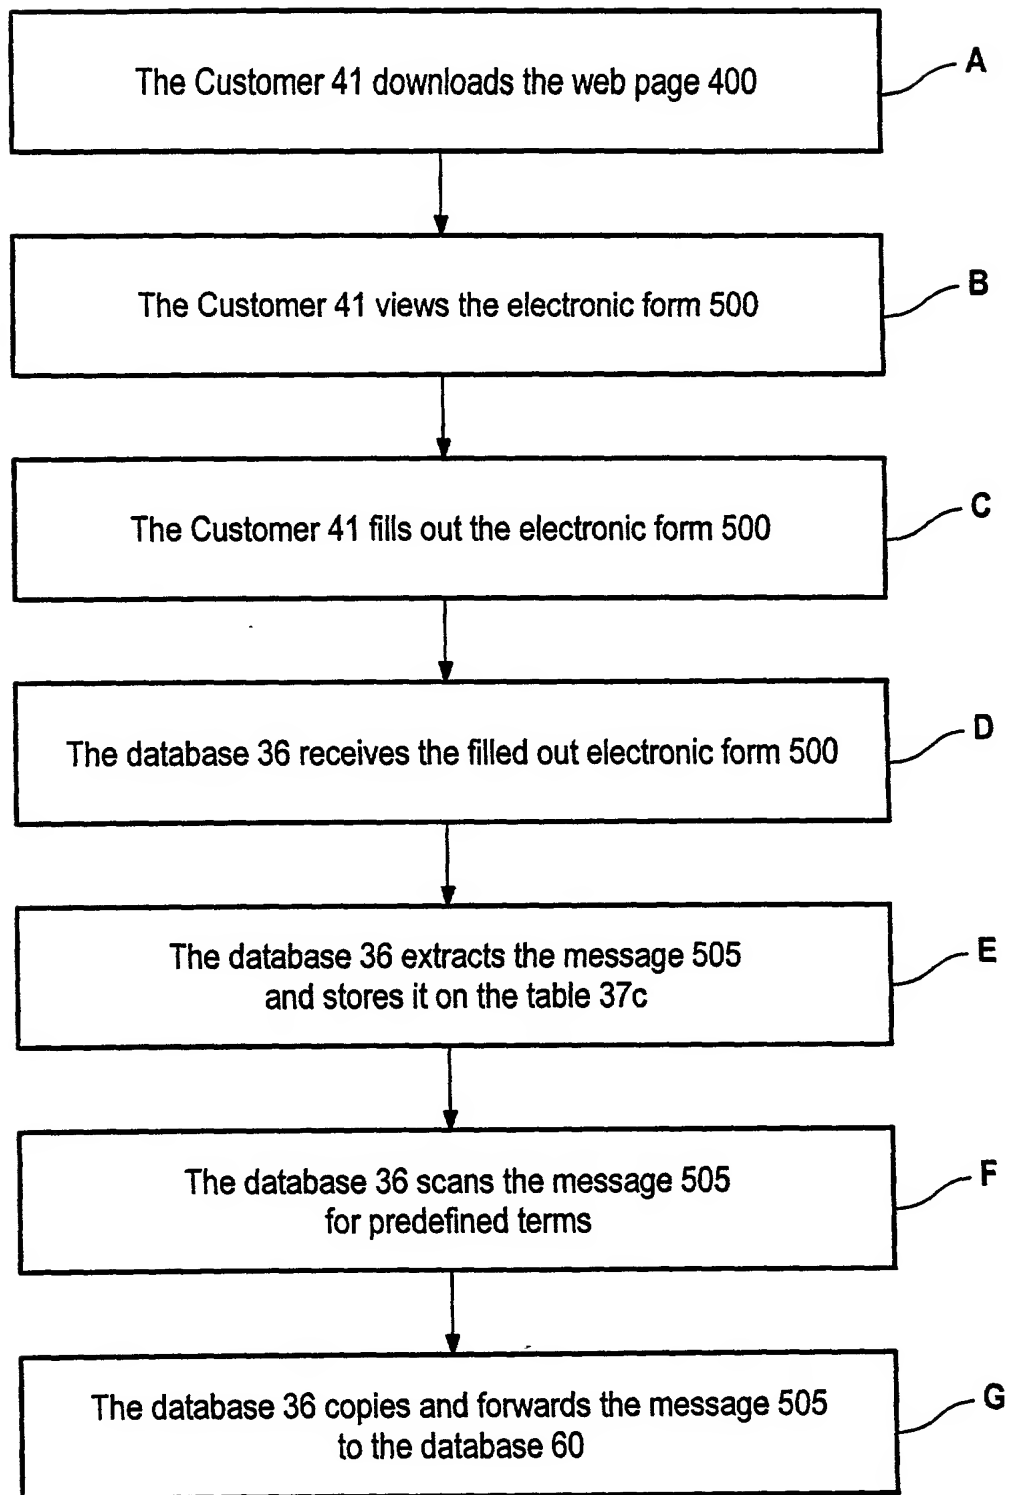 The Customer 41 downloads the web page 400
A
The Customer 41 views the electronic form 500
B
The Customer 41 fills out the electronic form 500
C
The database 36 receives the filled out electronic form 500
D
The database 36 extracts the message 505
and stores it on the table 37c
E
The database 36 scans the message 505
for predefined terms
F
The database 36 copies and forwards the message 505
to the database 60
G